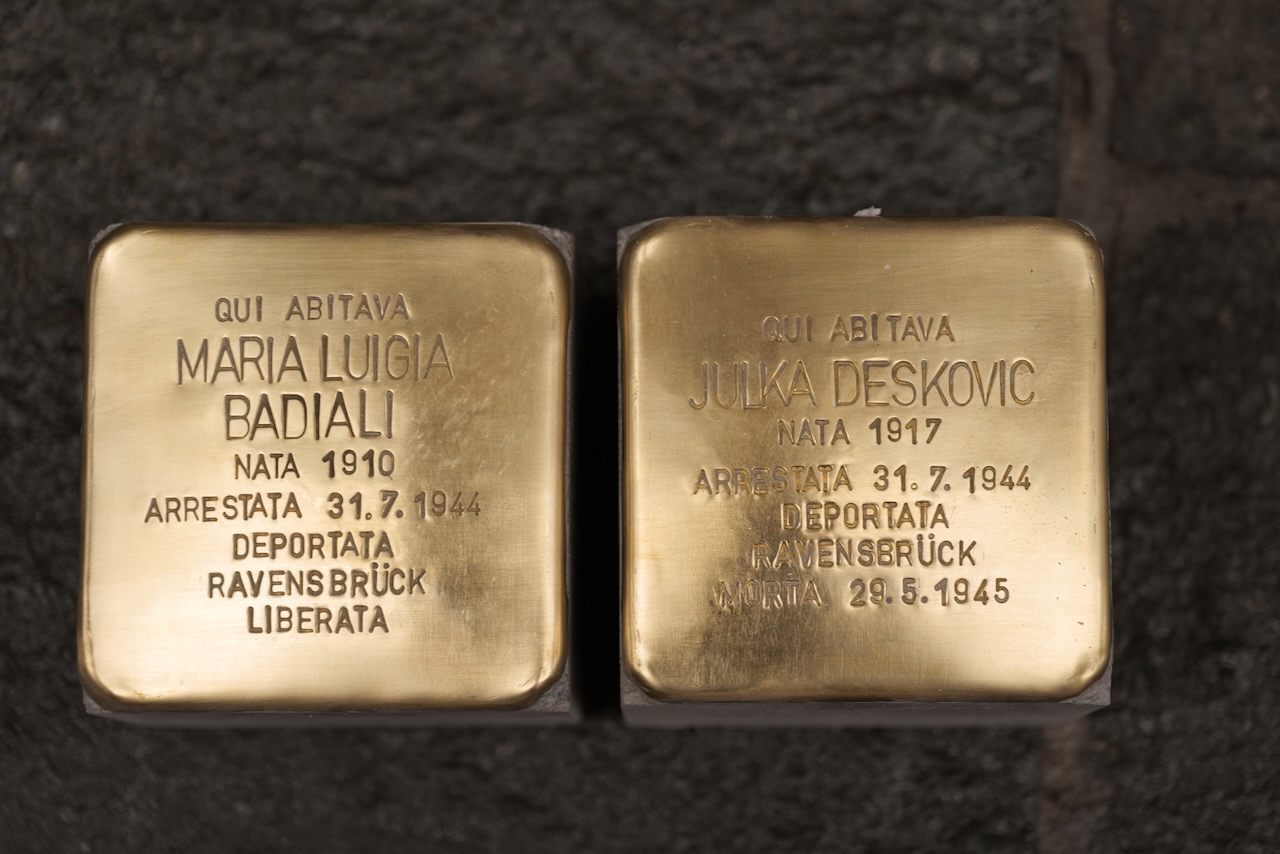 QUI ABITAVA
MARIA LUIGIA
BADIALI
NATA 1910
ARRESTATA 31.7.1944
DEPORTATA
RAVENSBRÜCK
LIBERATA
QUI ABITAVA
JULKA DESKOVIC
NATA 1917
ARRESTATA 31.7.1944
DEPORTATA
RAVENSBRÜCK
MORTA 29.5.1945